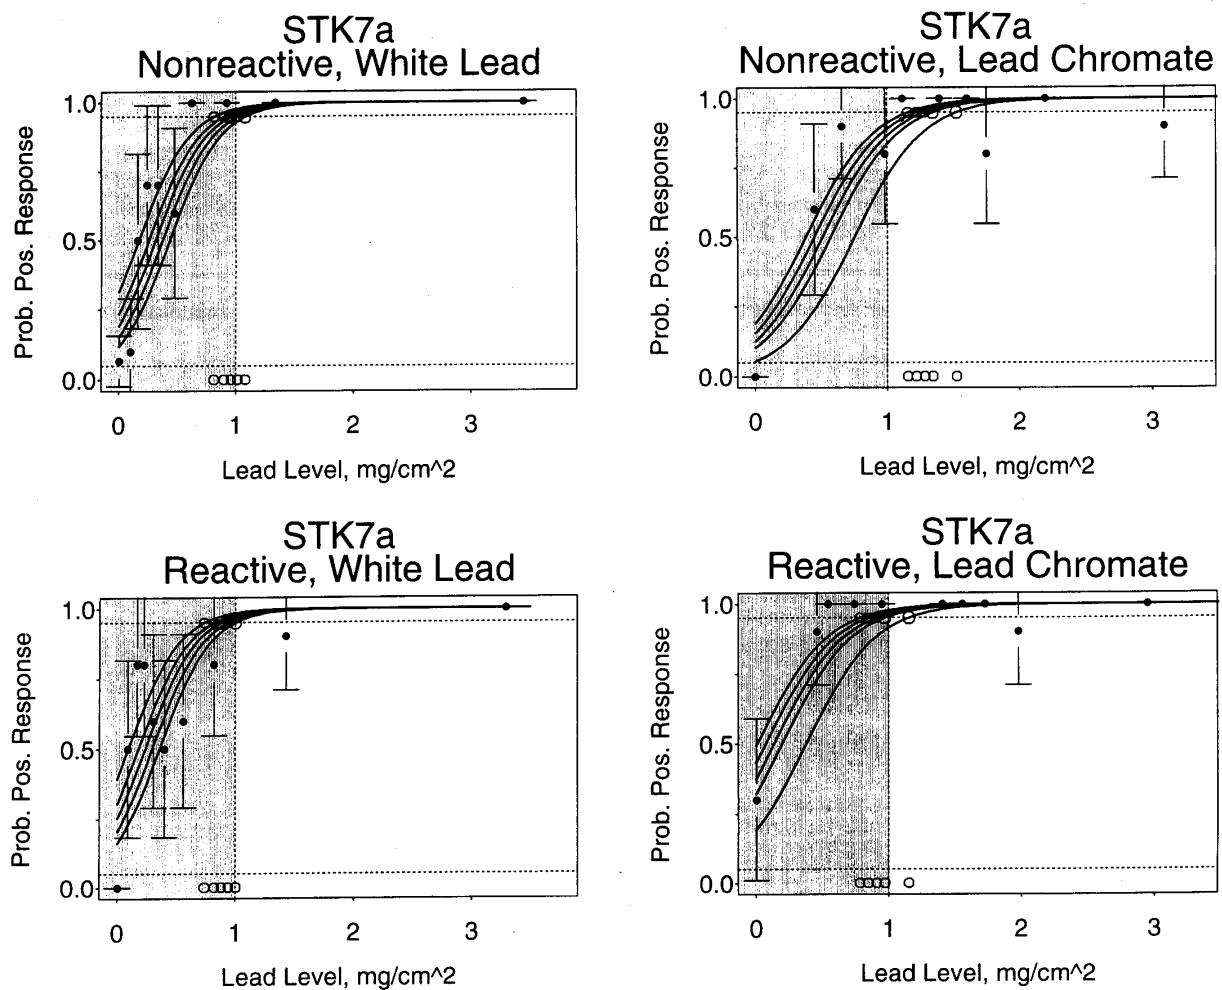 STK7a
Nonreactive, White Lead
Prob. Pos. Response
1.0
0.5
0.0
0 1 2 3
Lead Level, mg/cm^2
STK7a
Nonreactive, Lead Chromate
Prob. Pos. Response
1.0
0.5
0.0
0 1 2 3
Lead Level, mg/cm^2
STK7a
Reactive, White Lead
Prob. Pos. Response
1.0
0.5
0.0
0 1 2 3
Lead Level, mg/cm^2
STK7a
Reactive, Lead Chromate
Prob. Pos. Response
1.0
0.5
0.0
0 1 2 3
Lead Level, mg/cm^2